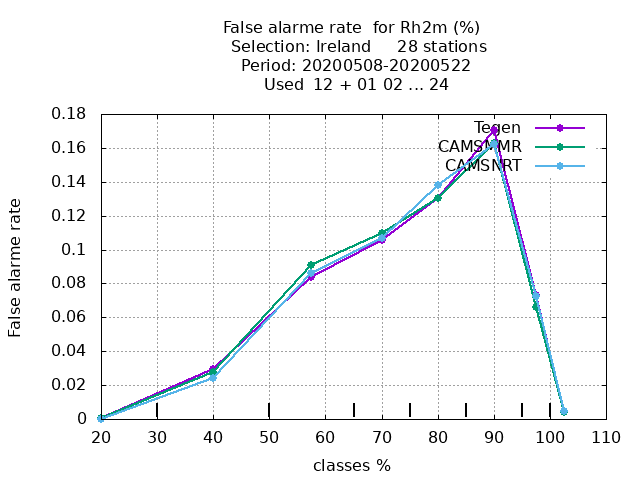 False alarme rate  for Rh2m (%)
Selection: Ireland     28 stations
Period: 20200508-20200522
Used  12 + 01 02 ... 24
0.18
0.16
0.14
0.12
0.1
0.08
0.06
0.04
0.02
0
False alarme rate
Tegen
CAMSMMR
CAMSNRT
20 30 40 50 60 70 80 90 100 110
classes %